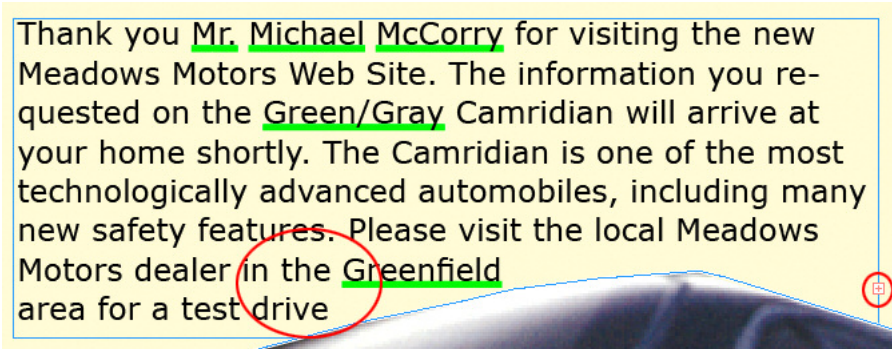 Thank you Mr. Michael McCorry for visiting the new
Meadows Motors Web Site. The information you re-
quested on the Green/Gray Camridian will arrive at
your home shortly. The Camridian is one of the most
technologically advanced automobiles, including many
new safety features. Please visit the local Meadows
Motors dealer in the Greenfield
area for a test drive